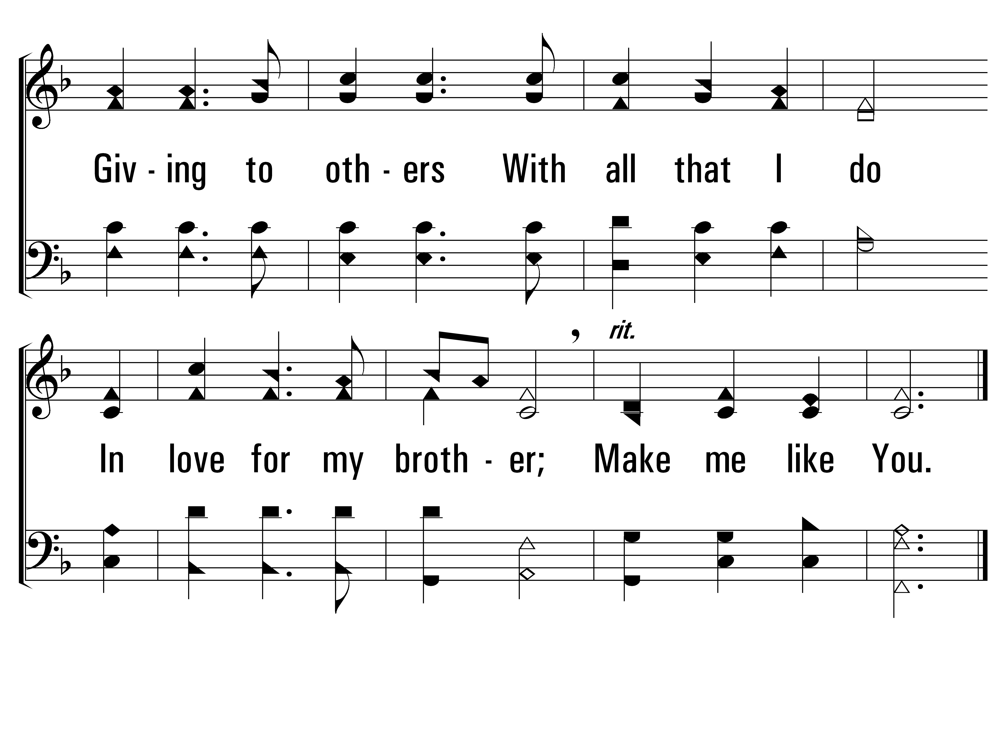 Giv - ing to oth - ers With all that I do
rit.
In love for my broth - er; Make me like You.